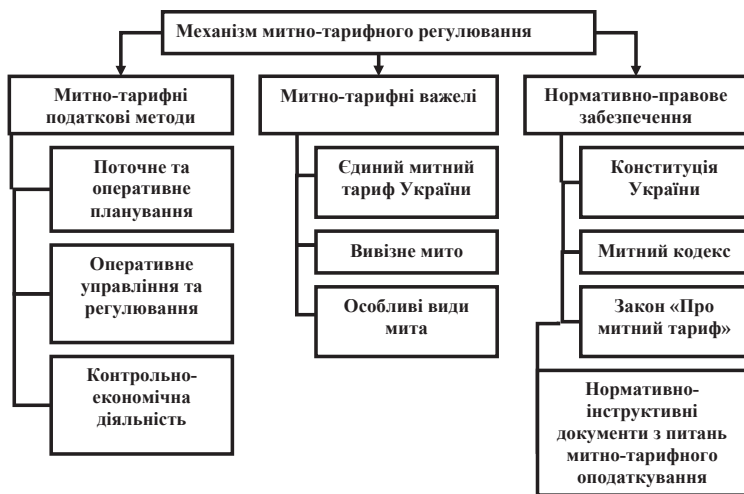 Механізм митно-тарифного регулювання
Митно-тарифні
податкові методи
Поточне та
оперативне
планування
Оперативне
управління та
регулювання
Контрольно-
економічна
діяльність
Митно-тарифні важелі
Єдиний митний
тариф України
Вивізне мито
Особливі види
мита
Нормативно-правове
забезпечення
Конституція
України
Митний кодекс
Закон «Про
митний тариф»
Нормативно-
інструктивні
документи з питань
митно-тарифного
оподаткування